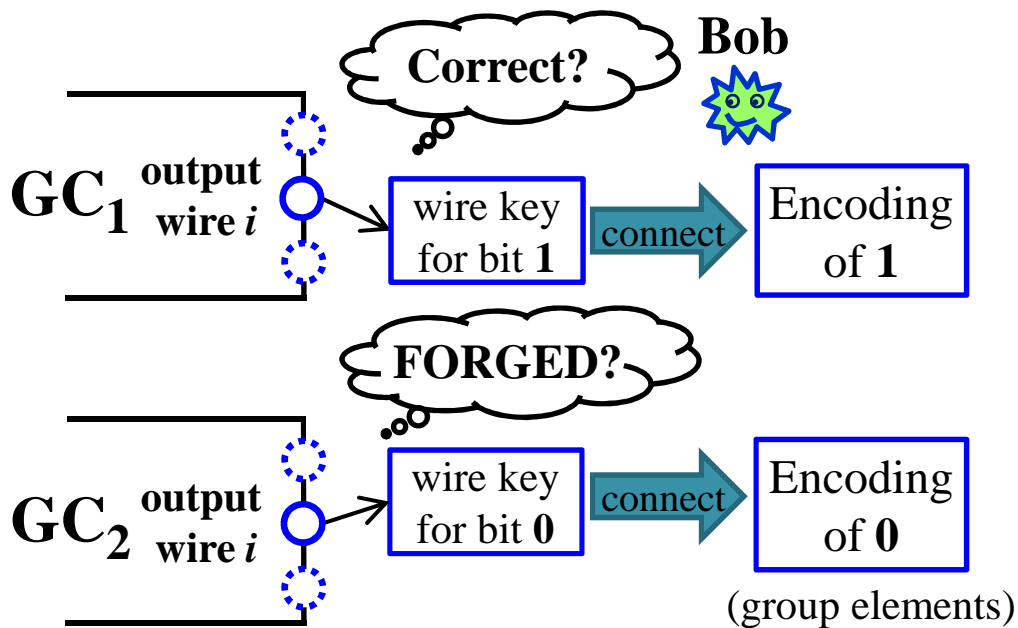 Bob
Correct?
GC1
output
wire i
wire key
for bit 1
connect
Encoding
of 1
FORGED?
GC2
output
wire i
wire key
for bit 0
connect
Encoding
of 0
(group elements)